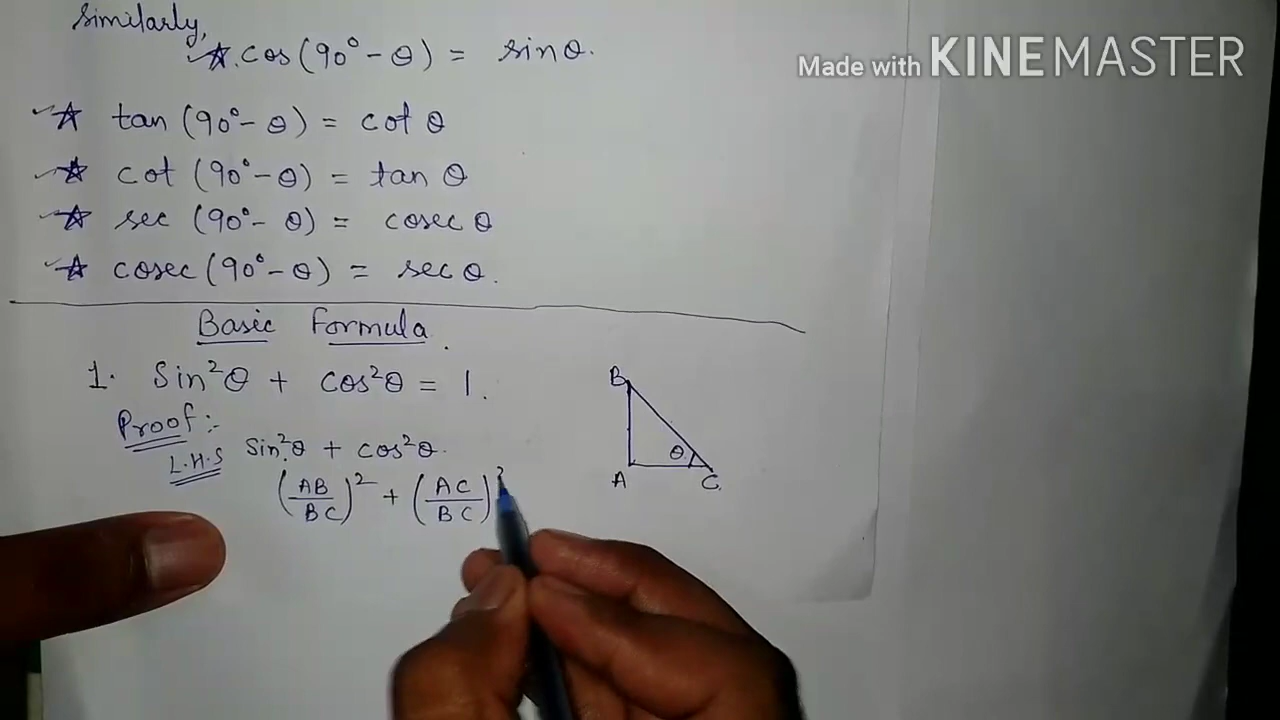 Similarly,
☆. cos (90° - θ) = sinθ.
Made with KINEMASTER
☆ tan (90° - θ) = cot θ
☆ cot (90° - θ) = tan θ
☆ sec (90° - θ) = cosec θ
☆ cosec (90° - θ) = sec θ.
Basic Formula.
1. Sin²θ + cos²θ = 1.
Proof :-
L.H.S Sin²θ + cos²θ.
(AB/BC)² + (AC/BC)²
B
θ
A C